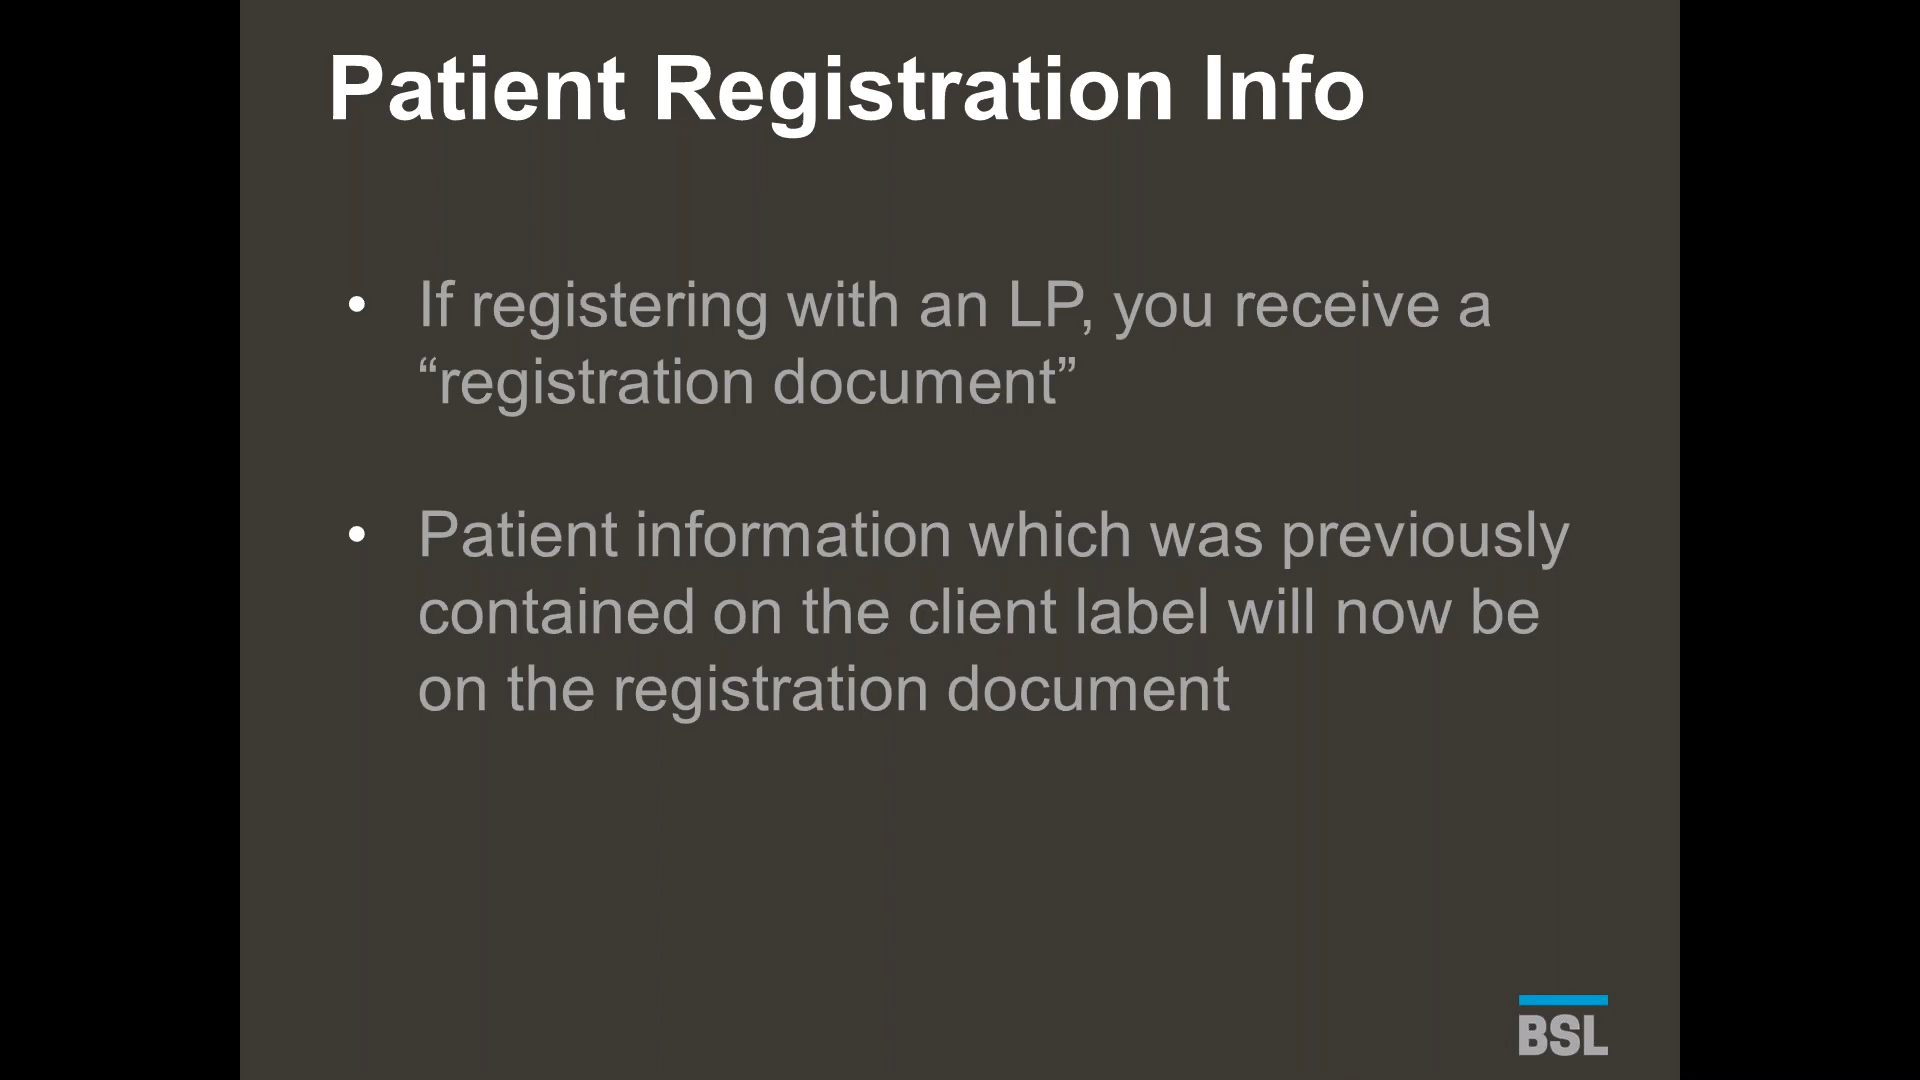 Patient Registration Info
• If registering with an LP, you receive a
“registration document”
• Patient information which was previously
contained on the client label will now be
on the registration document
BSL